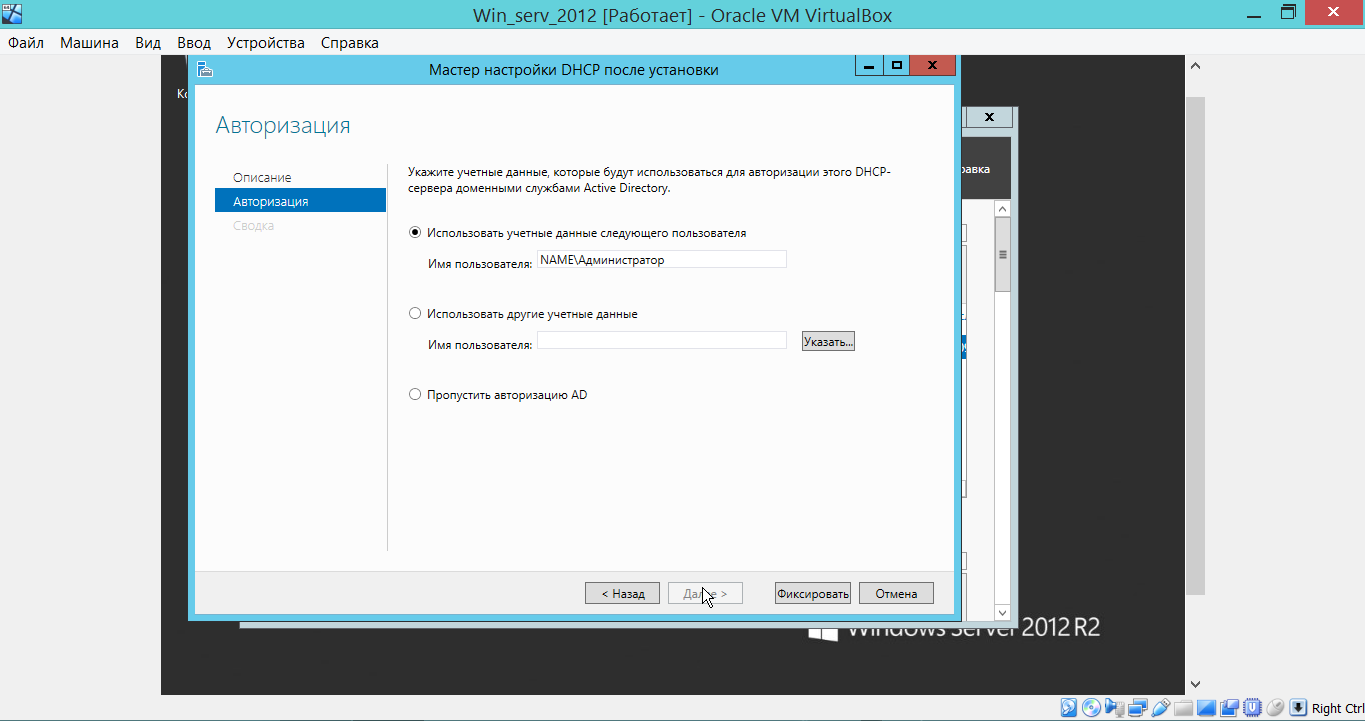 Win_serv_2012 [Работает] - Oracle VM VirtualBox
Файл Машина Вид Ввод Устройства Справка
Мастер настройки DHCP после установки
Авторизация
Описание
Авторизация
Сводка
Укажите учетные данные, которые будут использоваться для авторизации этого DHCP-
сервера доменными службами Active Directory.
Использовать учетные данные следующего пользователя
Имя пользователя: NAME\Администратор
Использовать другие учетные данные
Имя пользователя: Указать...
Пропустить авторизацию AD
< Назад Далее > Фиксировать Отмена
Windows Server 2012 R2
Right Ctrl